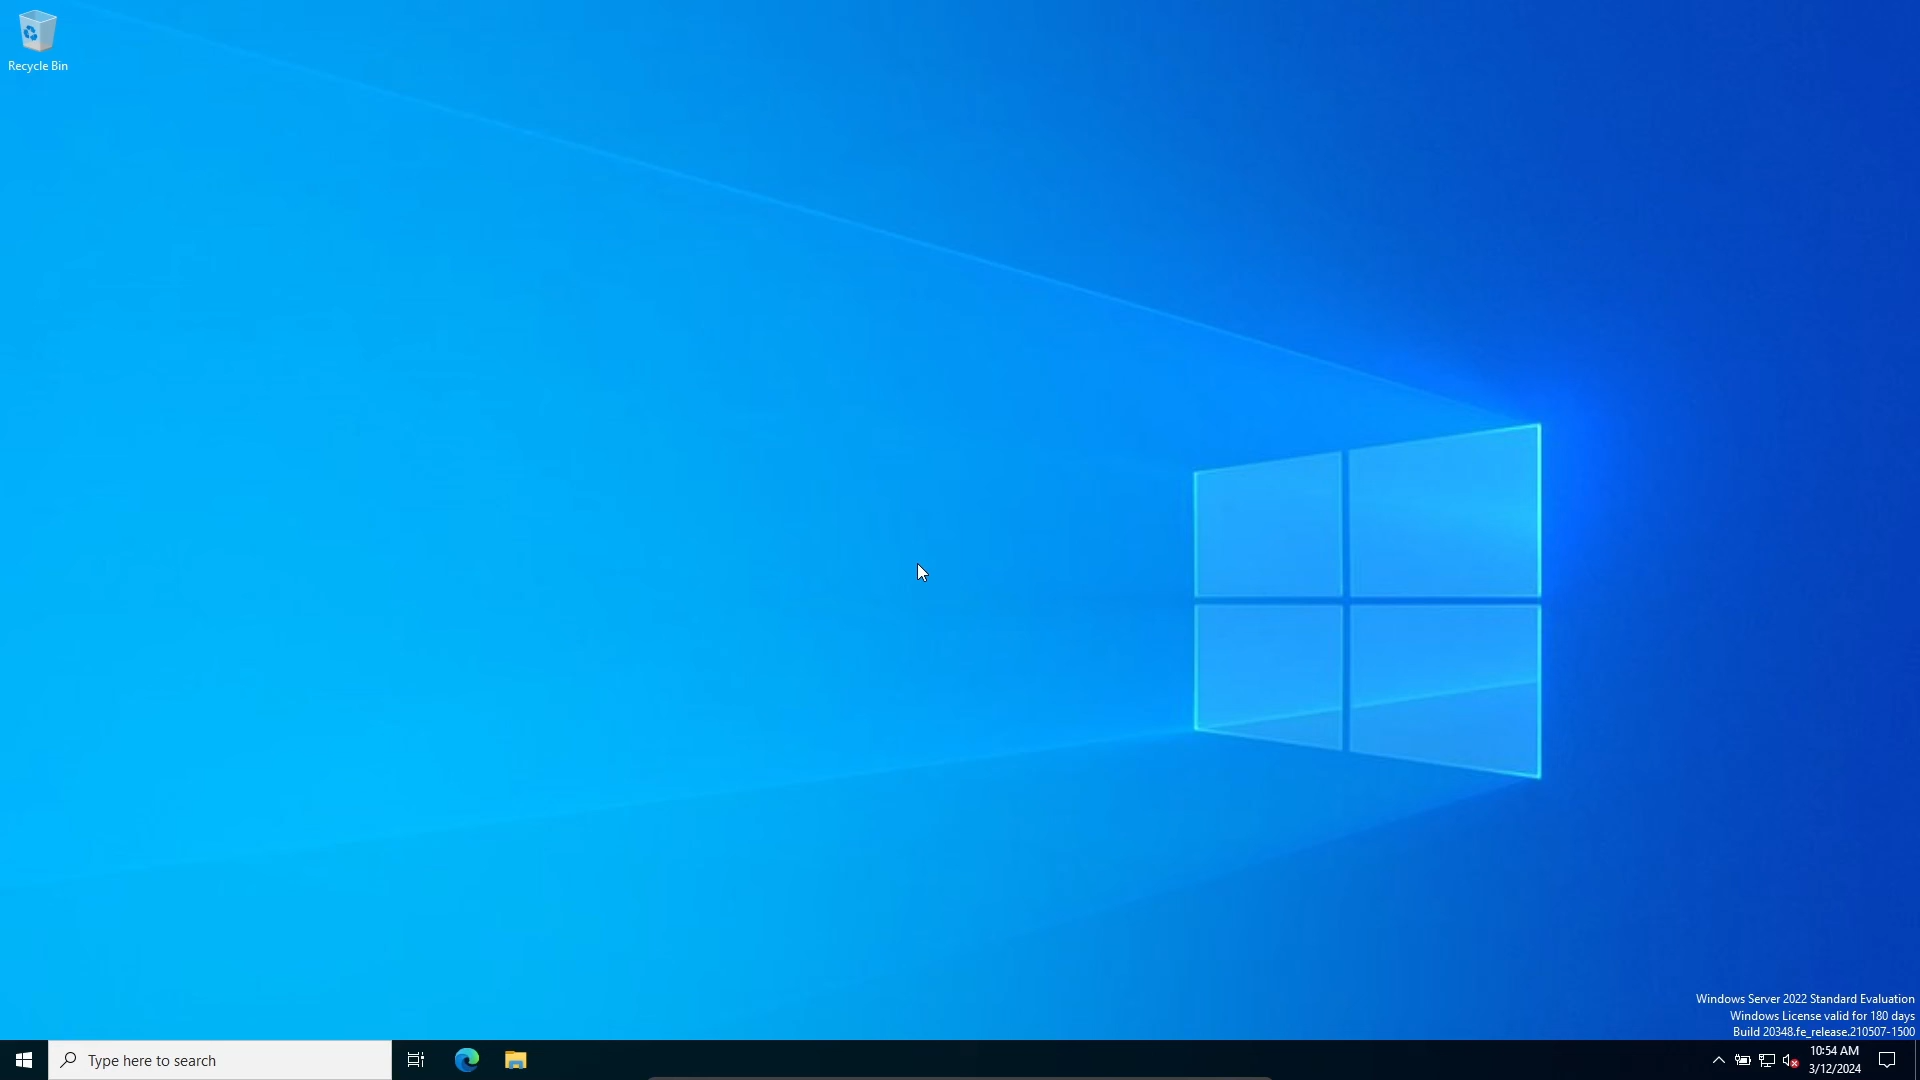 Recycle Bin
Windows Server 2022 Standard Evaluation
Windows License valid for 180 days
Build 20348.fe_release.210507-1500
Type here to search
10:54 AM
3/12/2024